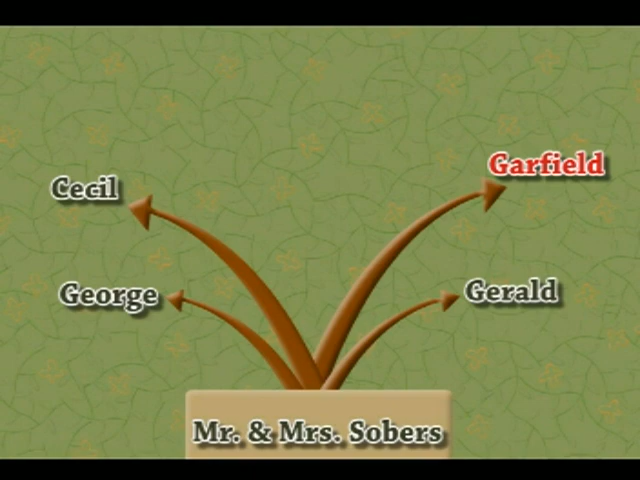 Cecil
Garfield
George
Gerald
Mr. & Mrs. Sobers